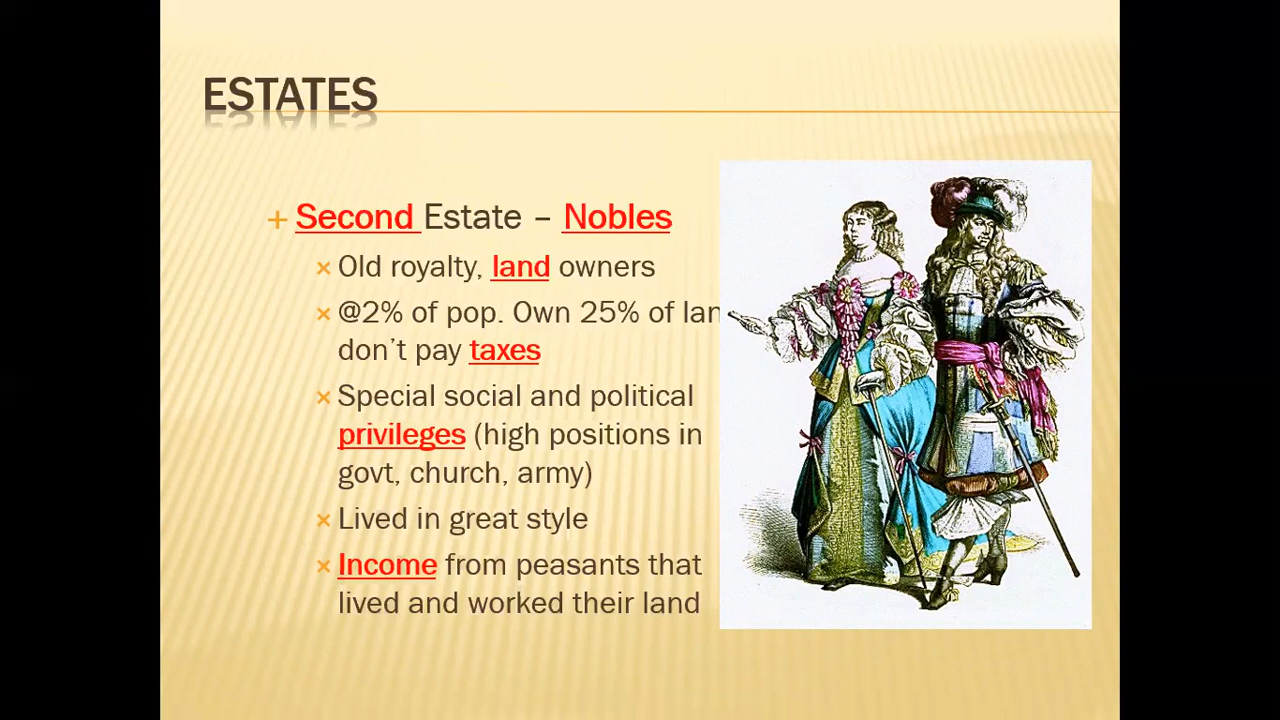 ESTATES
Second Estate – Nobles
Old royalty, land owners
@2% of pop. Own 25% of lan
don't pay taxes
Special social and political
privileges (high positions in
govt, church, army)
Lived in great style
Income from peasants that
lived and worked their land